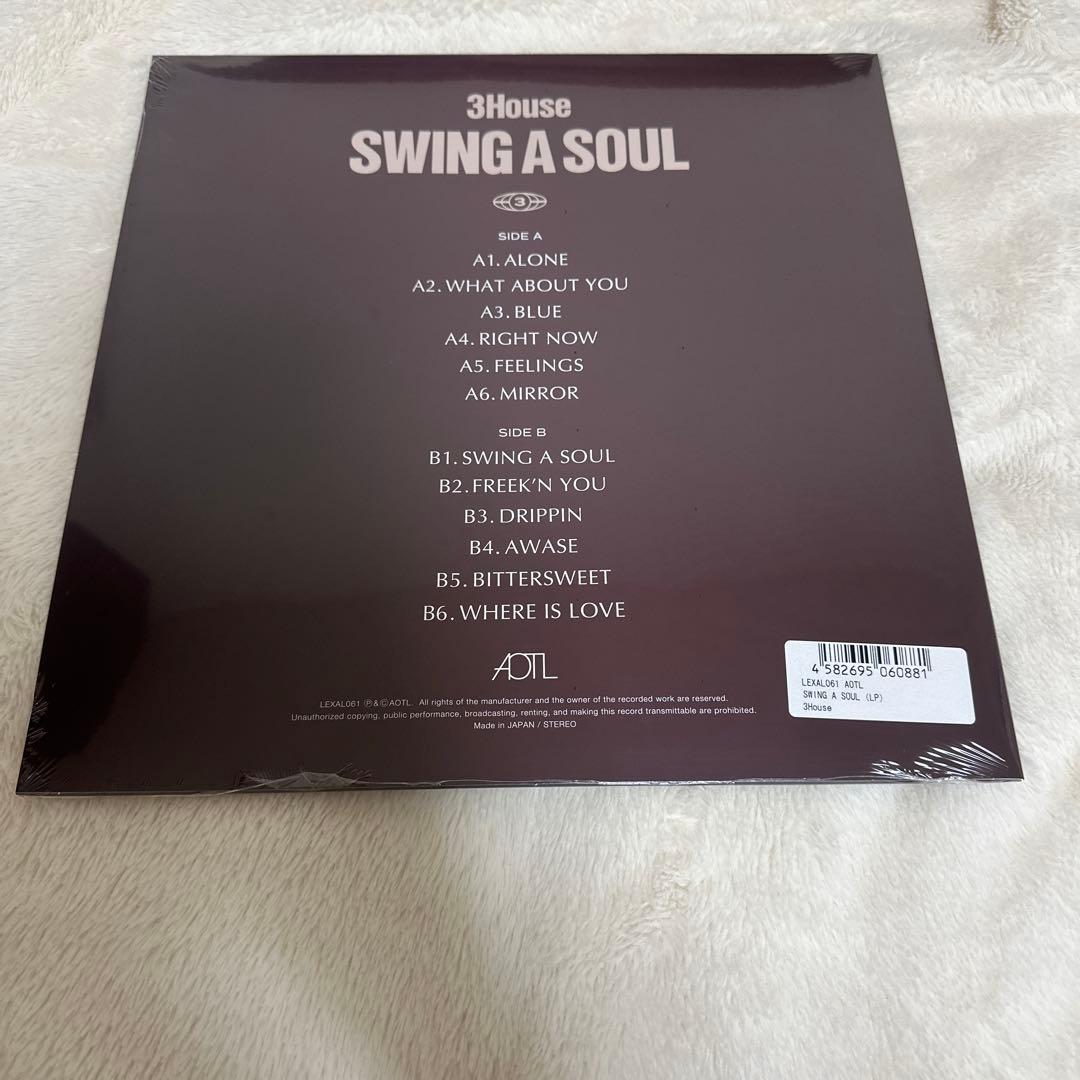 3House
SWING A SOUL
3
SIDE A
A1. ALONE
A2. WHAT ABOUT YOU
A3. BLUE
A4. RIGHT NOW
A5. FEELINGS
A6. MIRROR
SIDE B
B1. SWING A SOUL
B2. FREEK'N YOU
B3. DRIPPIN
B4. AWASE
B5. BITTERSWEET
B6. WHERE IS LOVE
AOTL
LEXAL061 ℗&©AOTL. All rights of the manufacturer and the owner of the recorded work are reserved.
Unauthorized copying, public performance, broadcasting, renting, and making this record transmittable are prohibited.
Made in JAPAN / STEREO
4 582695 060881
LEXAL061 AOTL
SWING A SOUL (LP)
3House